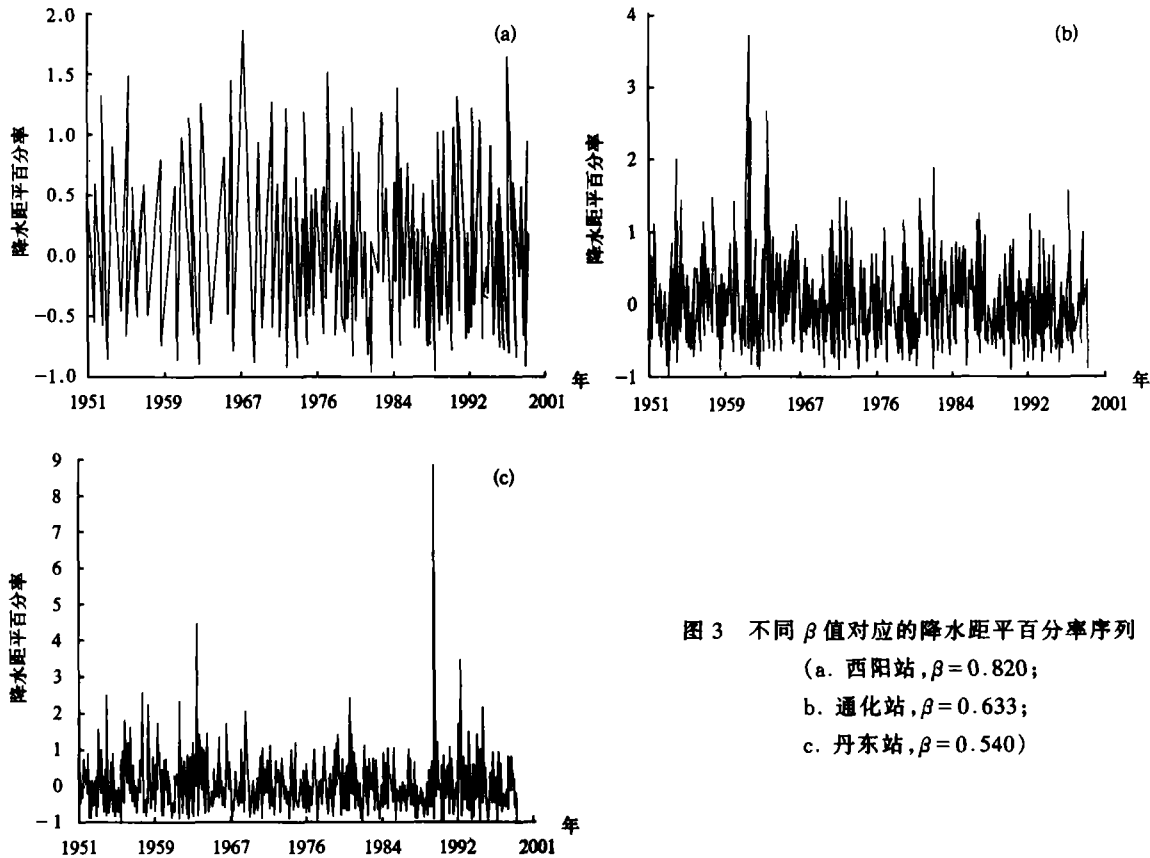 (a)
降水距平百分率
2.0
1.5
1.0
0.5
0.0
-0.5
-1.0
1951 1959 1967 1976 1984 1992 2001
年
(b)
降水距平百分率
4
3
2
1
0
-1
1951 1959 1967 1976 1984 1992 2001
年
(c)
降水距平百分率
9
8
7
6
5
4
3
2
1
0
-1
1951 1959 1967 1976 1984 1992 2001
年
图 3 不同 β 值对应的降水距平百分率序列
(a. 酉阳站,β=0.820;
b. 通化站,β=0.633;
c. 丹东站,β=0.540)